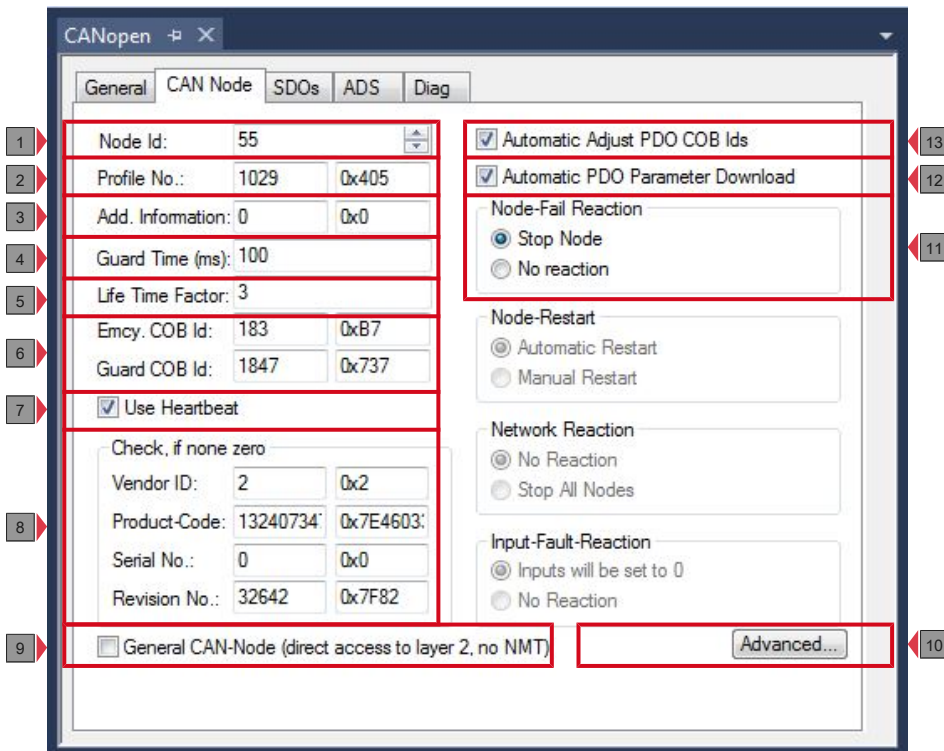 CANopen
General CAN Node SDOs ADS Diag
1 Node Id: 55
2 Profile No.: 1029 0x405
3 Add. Information: 0 0x0
4 Guard Time (ms): 100
5 Life Time Factor: 3
6 Emcy. COB Id: 183 0xB7
Guard COB Id: 1847 0x737
7 Use Heartbeat
8 Check, if none zero
Vendor ID: 2 0x2
Product-Code: 13240734 0x7E4603
Serial No.: 0 0x0
Revision No.: 32642 0x7F82
9 General CAN-Node (direct access to layer 2, no NMT)
Automatic Adjust PDO COB Ids 13
Automatic PDO Parameter Download 12
Node-Fail Reaction
Stop Node 11
No reaction
Node-Restart
Automatic Restart
Manual Restart
Network Reaction
No Reaction
Stop All Nodes
Input-Fault-Reaction
Inputs will be set to 0
No Reaction
Advanced... 10